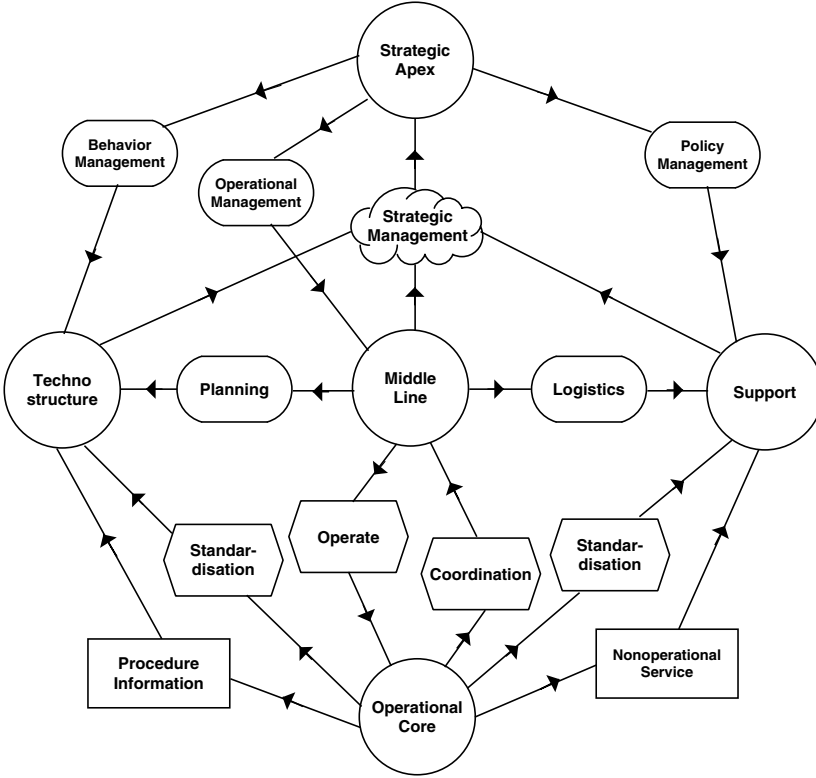 Strategic
Apex
Behavior
Management
Policy
Management
Operational
Management
Strategic
Management
Techno
structure
Planning
Middle
Line
Logistics
Support
Standar-
disation
Operate
Coordination
Standar-
disation
Procedure
Information
Nonoperational
Service
Operational
Core